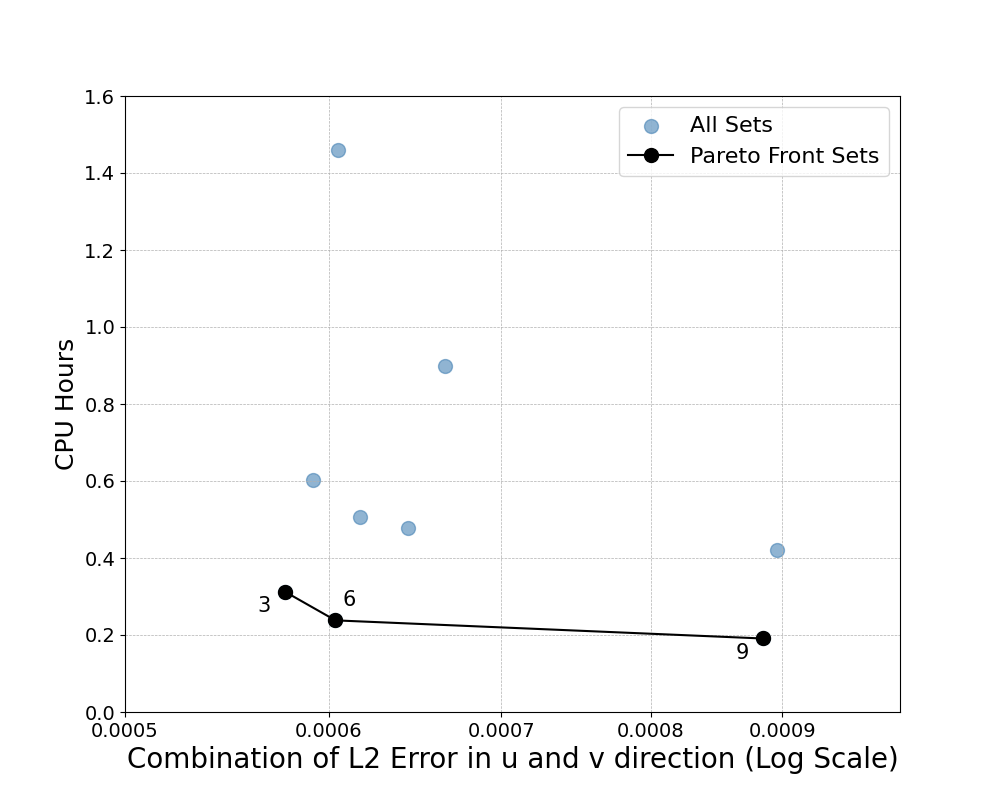 1.6
1.4
1.2
1.0
0.8
0.6
0.4
0.2
0.0
CPU Hours
All Sets
Pareto Front Sets
3
6
9
0.0005 0.0006 0.0007 0.0008 0.0009
Combination of L2 Error in u and v direction (Log Scale)